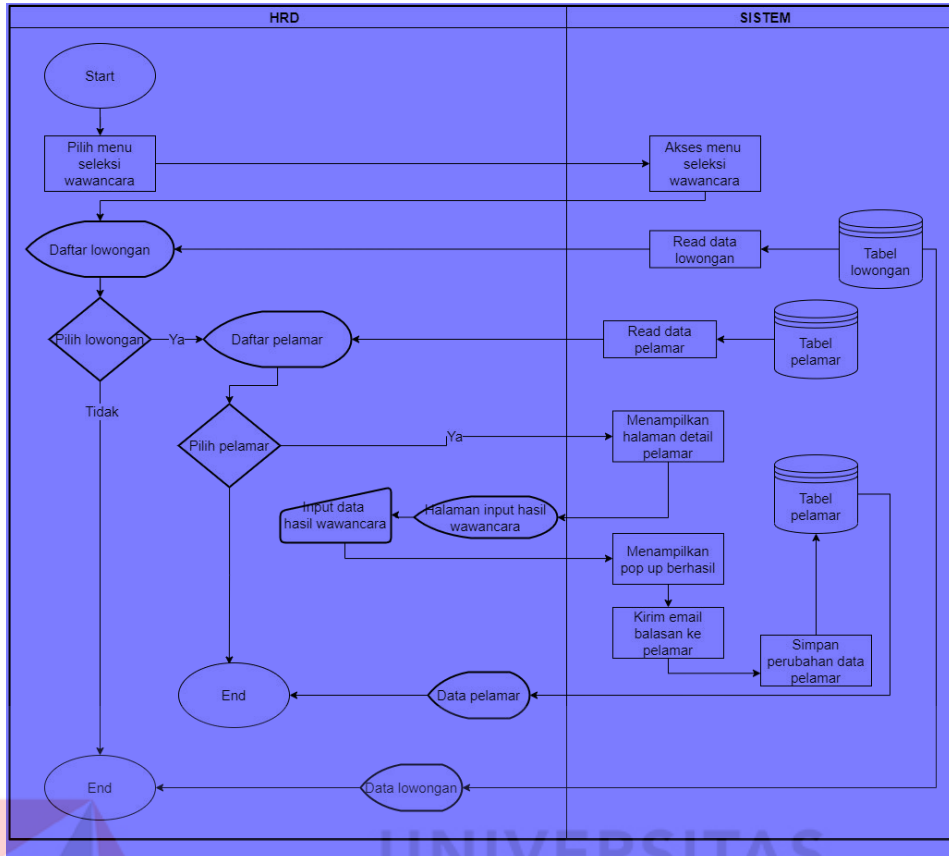 HRD
SISTEM
Start
Pilih menu
seleksi
wawancara
Akses menu
seleksi
wawancara
Daftar lowongan
Read data
lowongan
Tabel
lowongan
Pilih lowongan
Ya
Daftar pelamar
Read data
pelamar
Tabel
pelamar
Tidak
Pilih pelamar
Ya
Menampilkan
halaman detail
pelamar
Input data
hasil wawancara
Halaman input hasil
wawancara
Tabel
pelamar
Menampilkan
pop up berhasil
Kirim email
balasan ke
pelamar
Simpan
perubahan data
pelamar
End
Data pelamar
End
Data lowongan
UNIVERSITAS